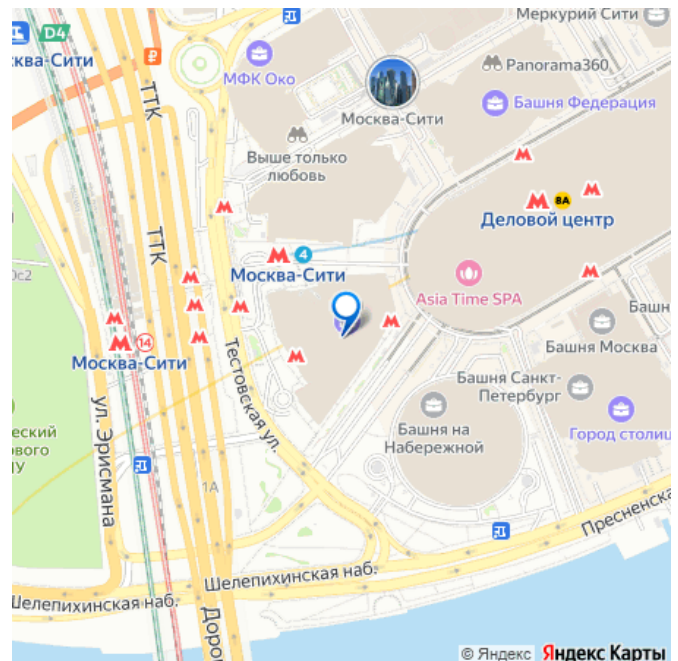 Меркурий Сити
D4
Москва-Сити
МФК Око
Panorama360
ТТК
Башня Федерация
Москва-Сити
Выше только
любовь
8А
Деловой центр
4
Москва-Сити
ТТК
0с2
Asia Time SPA
14
Москва-Сити
Башня Москва
Тестовская ул.
Башня Санкт-
Петербург
Башня на
Набережной
Город столиц
ул. Эрисмана
1А
Пресненска
Шелепихинская наб.
Шелепихинская наб.
© Яндекс Яндекс Карты